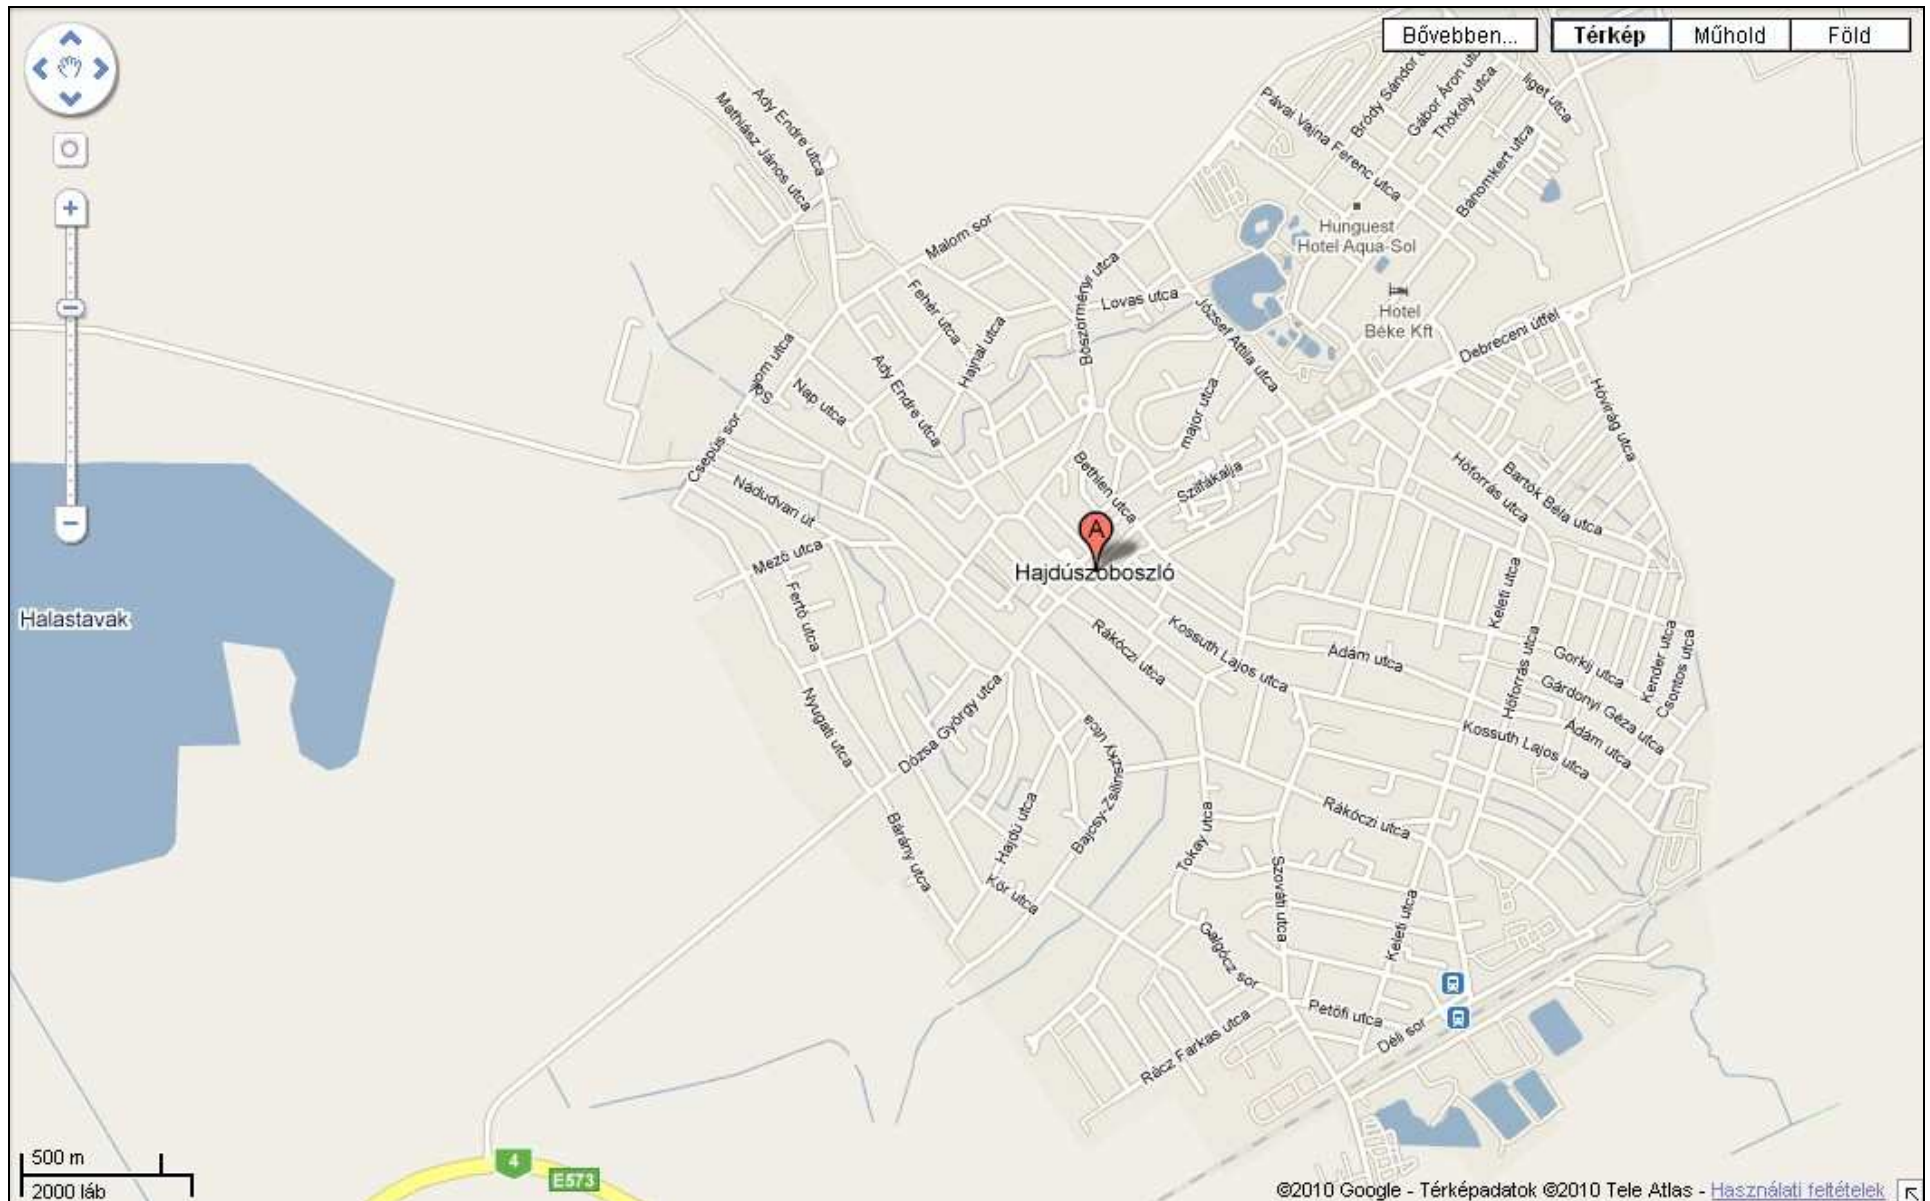 Bővebben...
Térkép
Műhold
Föld
Ady Endre utca
Mathiász János utca
Pávai Vajna Ferenc utca
Bródy Sándor
Gábor Áron utca
Thököly utca
liget utca
Bánomkert utca
Hunguest
Hotel Aqua-Sol
Hotel
Béke Kft
Debreceni útfél
Malom sor
Böszörményi utca
Lovas utca
József Attila utca
Fehér utca
Hajnal utca
Ady Endre utca
Nap utca
Csepüs sor
major utca
Hóvirág utca
Bethlen utca
Szilfákalja
Hőforrás utca
Bartók Béla utca
Nádudvari út
Mező utca
Fertő utca
Hajdúszoboszló
A
Halastavak
Rákóczi utca
Kossuth Lajos utca
Ádám utca
Keleti utca
Hőforrás utca
Gorkij utca
Gárdonyi Géza utca
Ádám utca
Kender utca
Csontos utca
Kossuth Lajos utca
Nyugati utca
Dózsa György utca
Bajcsy-Zsilinszky utca
Hajdú utca
Bárány utca
Kör utca
Tokay utca
Rákóczi utca
Szováti utca
Keleti utca
Galgócz sor
Petőfi utca
Déli sor
Rácz Farkas utca
4
E573
500 m
2000 láb
©2010 Google - Térképadatok ©2010 Tele Atlas - Használati feltételek